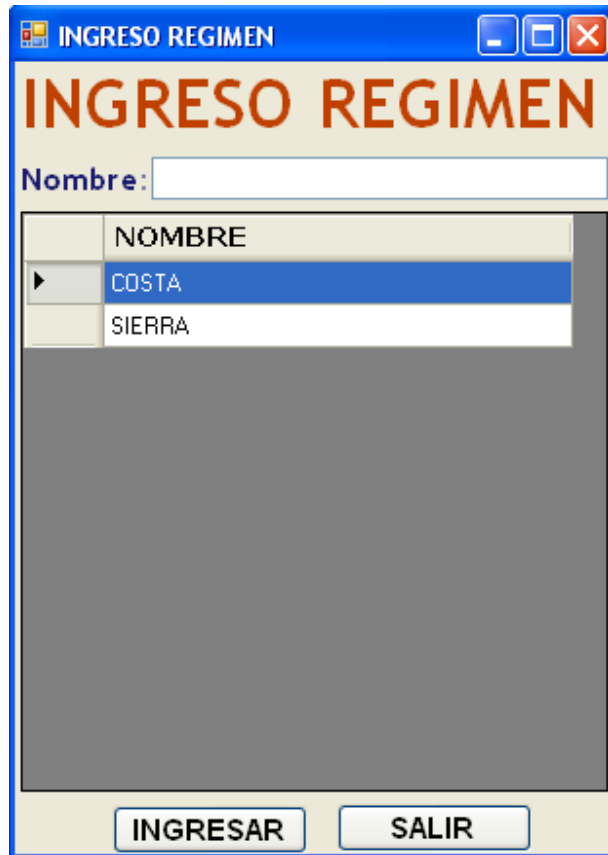 INGRESO REGIMEN
INGRESO REGIMEN
Nombre:
NOMBRE
COSTA
SIERRA
INGRESAR SALIR